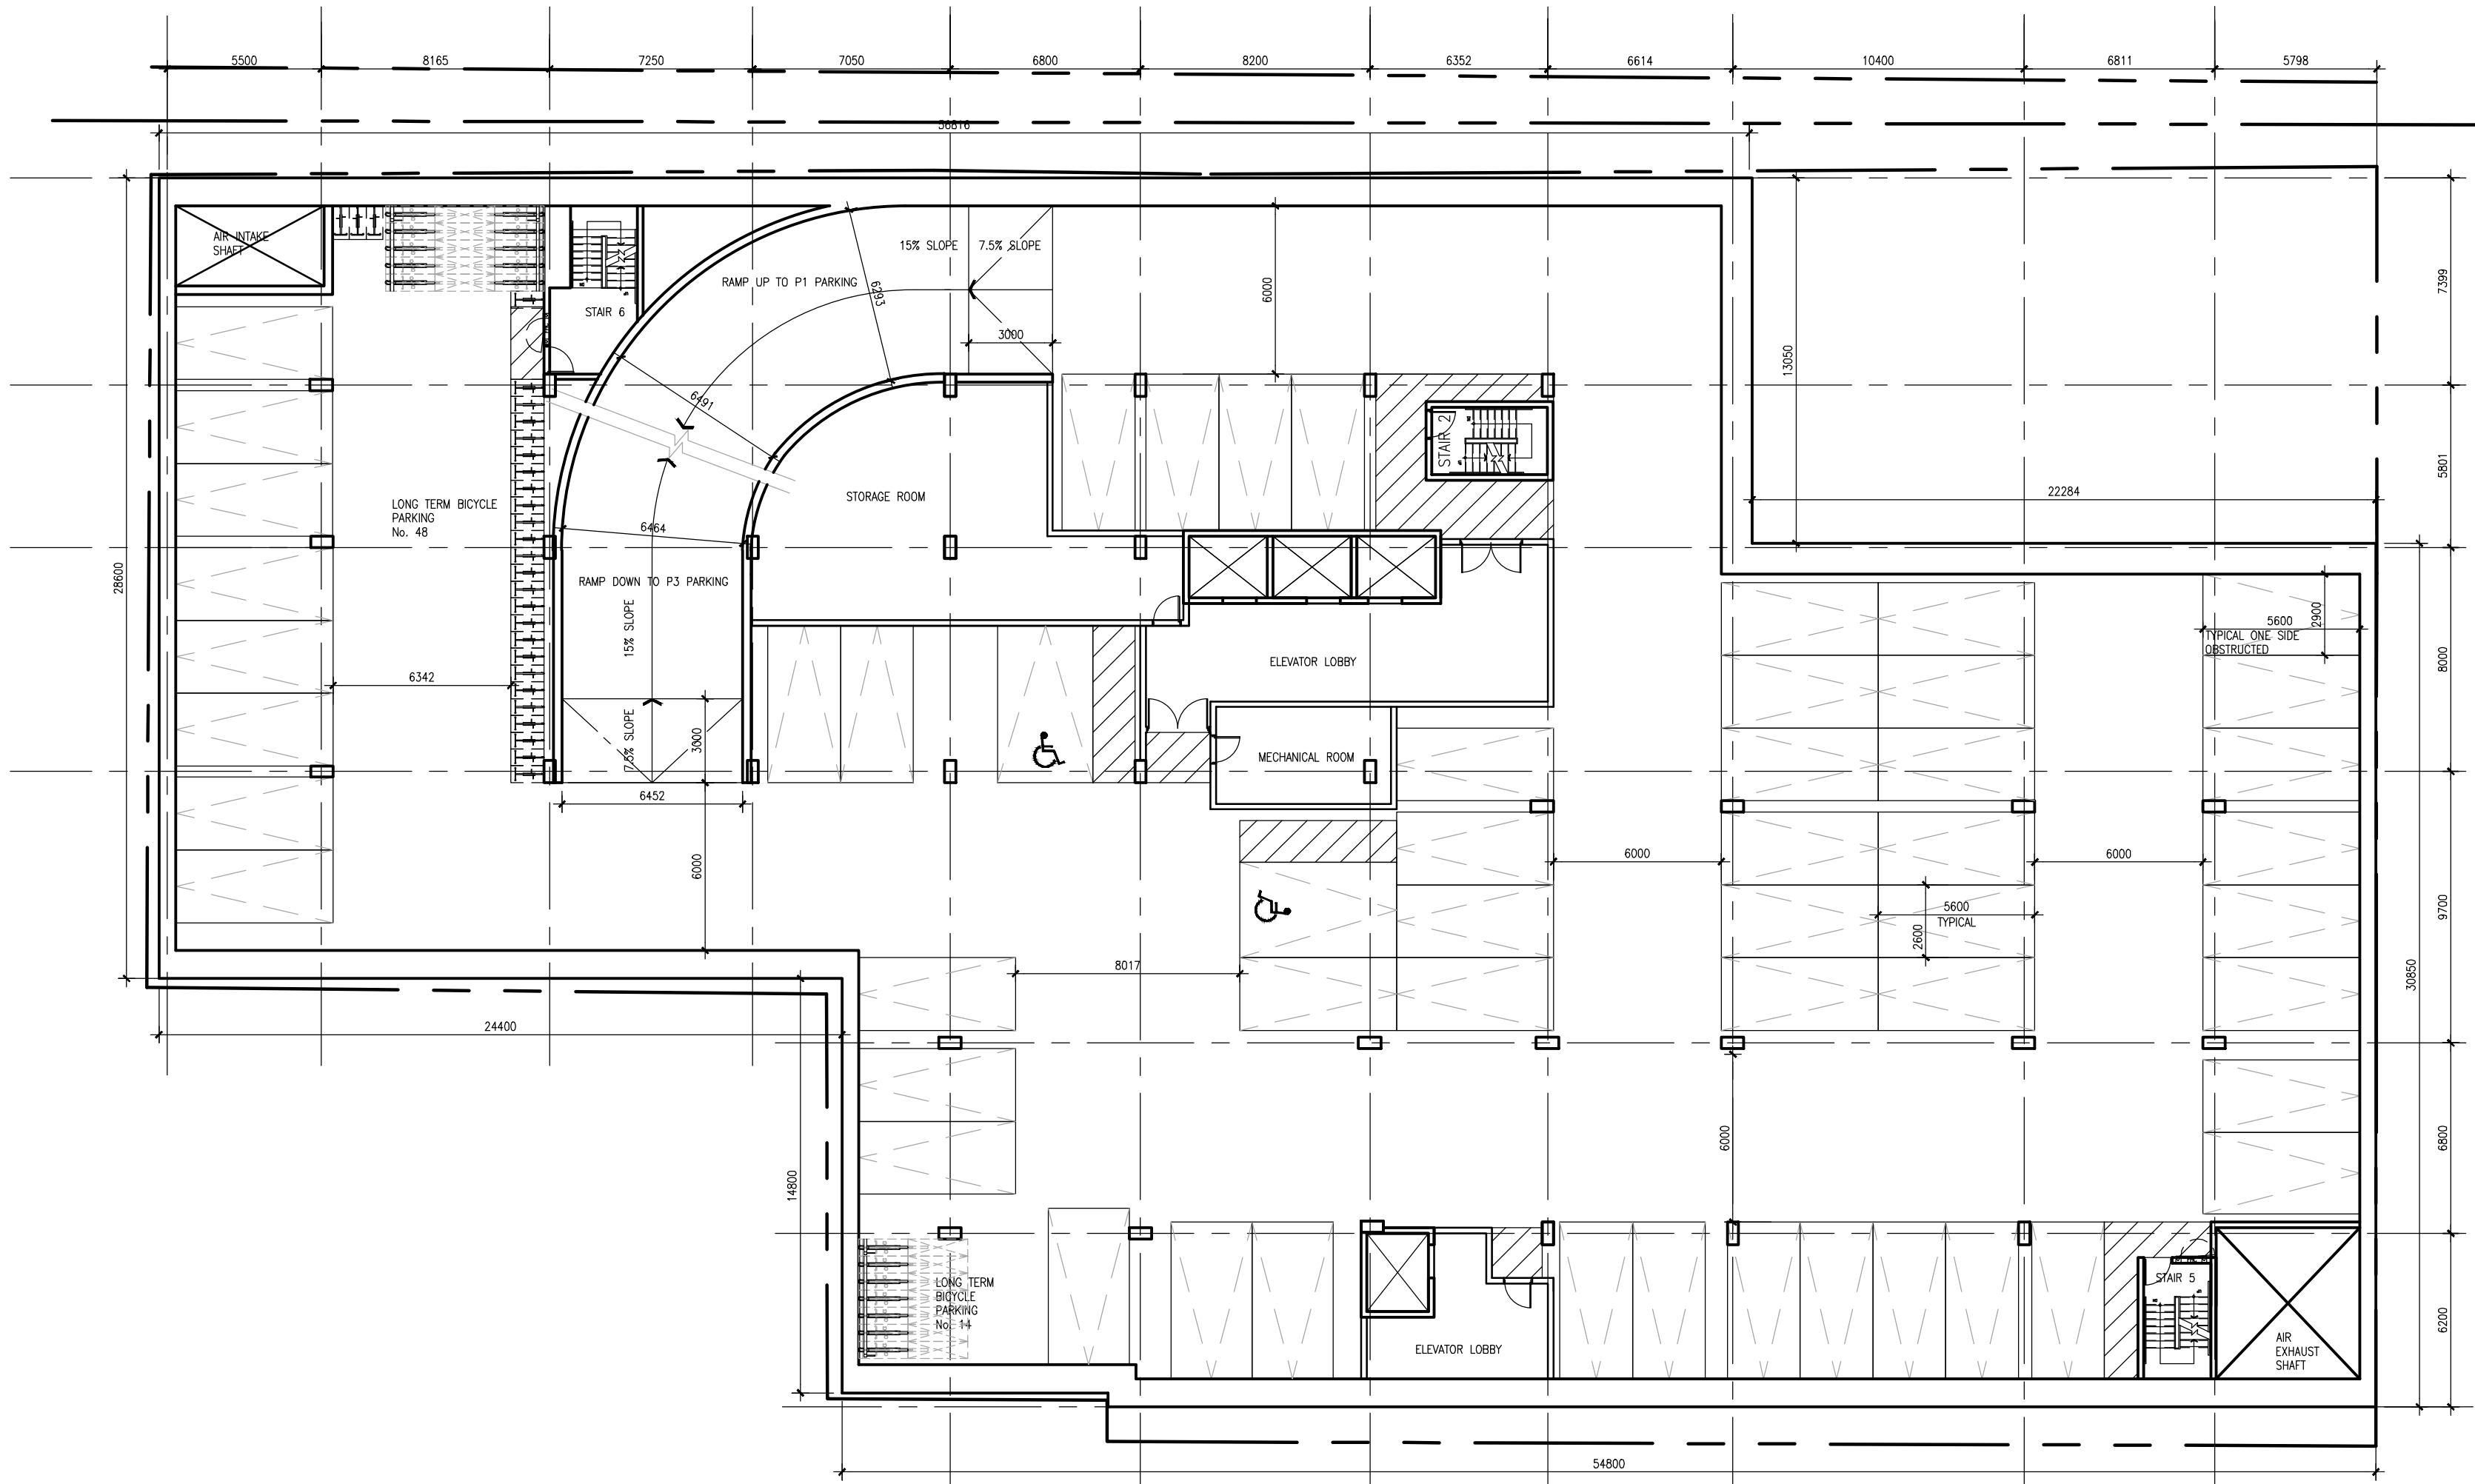 5500
8165
7250
7050
6800
8200
6352
6614
10400
6811
5798
56816
AIR INTAKE
SHAFT
STAIR 6
RAMP UP TO P1 PARKING
15% SLOPE
7.5% SLOPE
6293
3000
6000
13050
7399
5801
22284
6491
STAIR 2
STORAGE ROOM
LONG TERM BICYCLE
PARKING
No. 48
28600
6464
RAMP DOWN TO P3 PARKING
15% SLOPE
7.5% SLOPE
3000
6342
6452
6000
ELEVATOR LOBBY
MECHANICAL ROOM
5600
TYPICAL ONE SIDE
OBSTRUCTED
2900
8000
6000
6000
5600
TYPICAL
2600
9700
30850
8017
24400
14800
6000
6800
LONG TERM
BICYCLE
PARKING
No. 14
ELEVATOR LOBBY
STAIR 5
AIR
EXHAUST
SHAFT
6200
54800